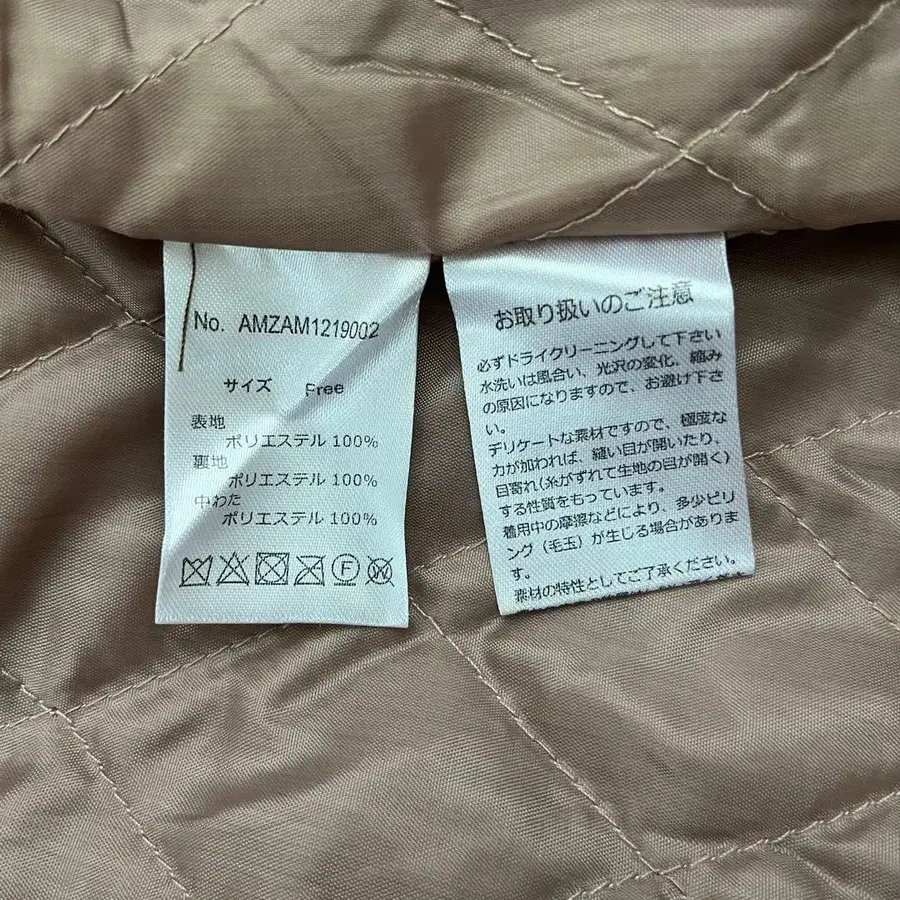 No. AMZAM1219002
サイズ Free
表地
ポリエステル 100%
裏地
ポリエステル 100%
中わた
ポリエステル 100%
お取り扱いのご注意
必ずドライクリーニングして下さい
水洗いは風合い、光沢の変化、縮み
の原因になりますので、お避け下さ
い。
デリケートな素材ですので、極度な
力が加われば、縫い目が開いたり、
目寄れ(糸がずれて生地の目が開く)
する性質をもっています。
着用中の摩擦などにより、多少ピリ
ング（毛玉）が生じる場合がありま
す。
素材の特性としてご了承ください。